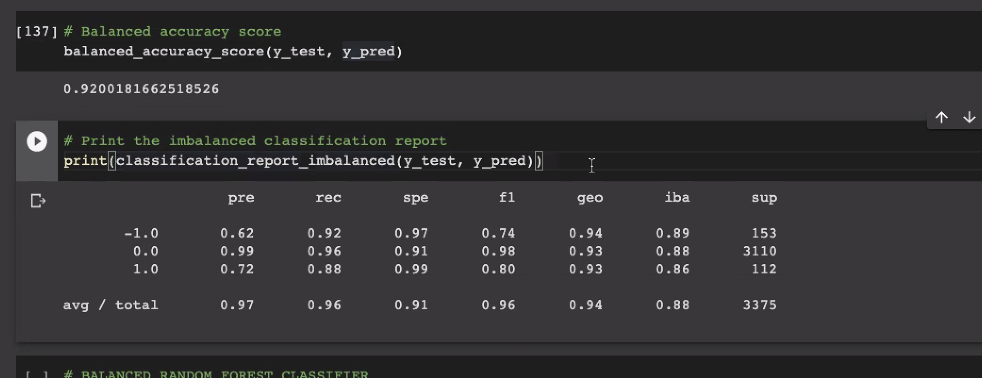 [137] # Balanced accuracy score
balanced_accuracy_score(y_test, y_pred)
0.9200181662518526
# Print the imbalanced classification report
print(classification_report_imbalanced(y_test, y_pred))
pre rec spe f1 geo iba sup
-1.0 0.62 0.92 0.97 0.74 0.94 0.89 153
0.0 0.99 0.96 0.91 0.98 0.93 0.88 3110
1.0 0.72 0.88 0.99 0.80 0.93 0.86 112
avg / total 0.97 0.96 0.91 0.96 0.94 0.88 3375
[ ] # BALANCED RANDOM FOREST CLASSIFIER